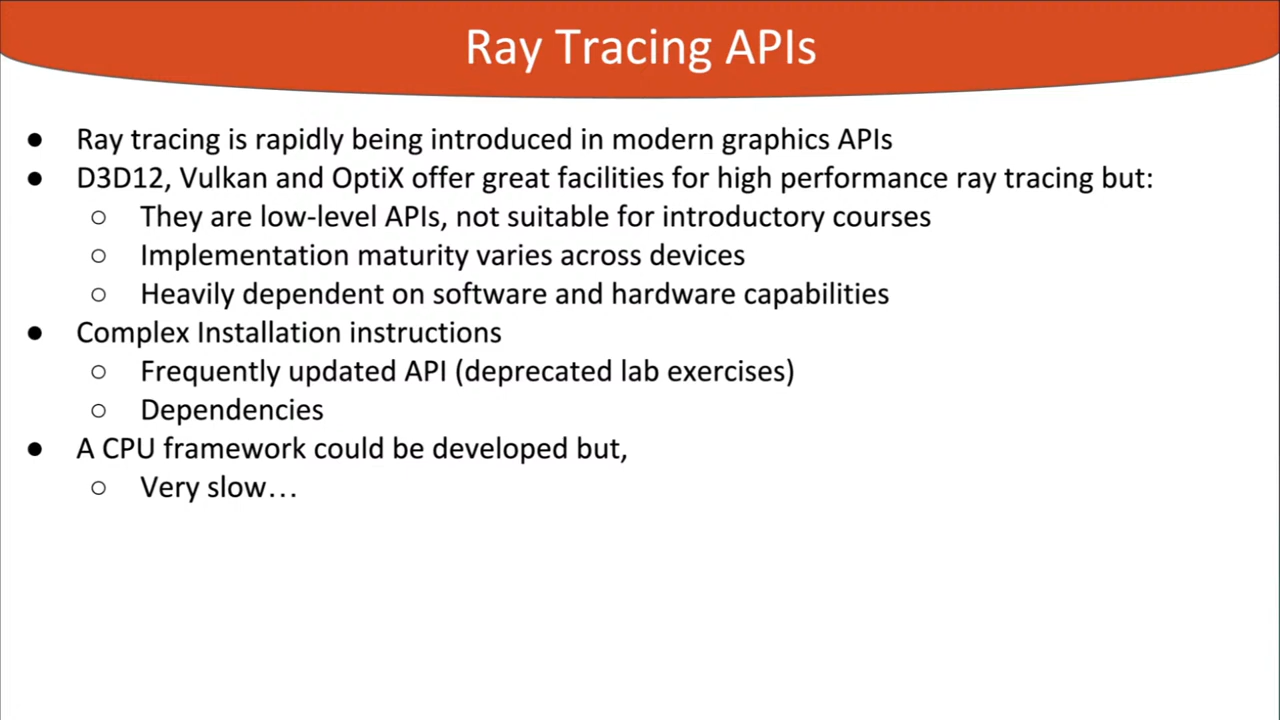 Ray Tracing APIs
● Ray tracing is rapidly being introduced in modern graphics APIs
● D3D12, Vulkan and OptiX offer great facilities for high performance ray tracing but:
○ They are low-level APIs, not suitable for introductory courses
○ Implementation maturity varies across devices
○ Heavily dependent on software and hardware capabilities
● Complex Installation instructions
○ Frequently updated API (deprecated lab exercises)
○ Dependencies
● A CPU framework could be developed but,
○ Very slow…